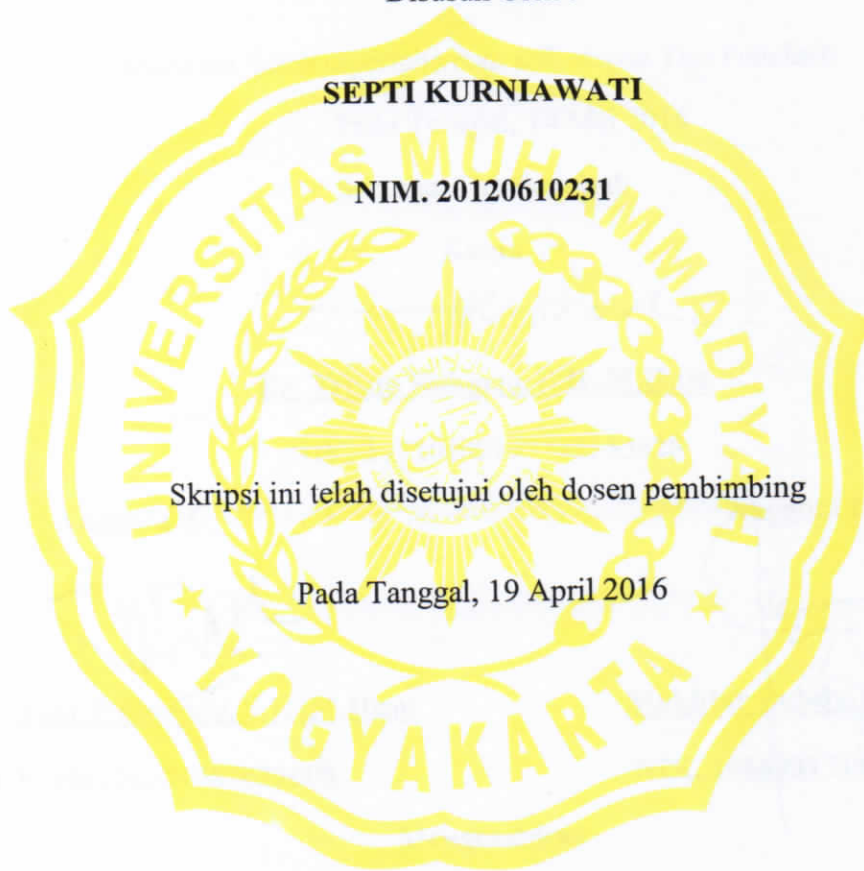 SEPTI KURNIAWATI
UNIVERSITAS MUHAMMADIYAH
NIM. 20120610231
محمد
Skripsi ini telah disetujui oleh dosen pembimbing
Pada Tanggal, 19 April 2016
YOGYAKARTA